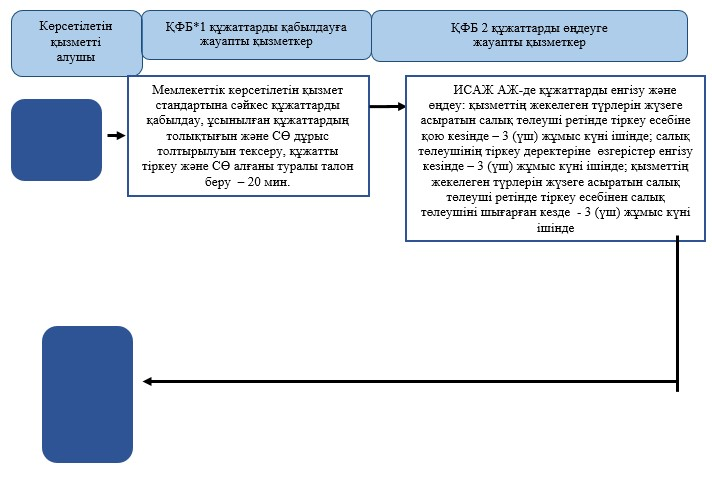 Көрсетілетін
қызметті
алушы
ҚФБ*1 құжаттарды қабылдауға
жауапты қызметкер
ҚФБ 2 құжаттарды өңдеуге
жауапты қызметкер
Мемлекеттік көрсетілетін қызмет
стандартына сәйкес құжаттарды
қабылдау, ұсынылған құжаттардың
толықтығын және СӨ дұрыс
толтырылуын тексеру, құжатты
тіркеу және СӨ алғаны туралы талон
беру – 20 мин.
ИСАЖ АЖ-де құжаттарды енгізу және
өңдеу: қызметтің жекелеген түрлерін жүзеге
асыратын салық төлеуші ретінде тіркеу есебіне
қою кезінде – 3 (үш) жұмыс күні ішінде; салық
төлеушінің тіркеу деректеріне өзгерістер енгізу
кезінде – 3 (үш) жұмыс күні ішінде; қызметтің
жекелеген түрлерін жүзеге асыратын салық
төлеуші ретінде тіркеу есебінен салық
төлеушіні шығарған кезде - 3 (үш) жұмыс күні
ішінде